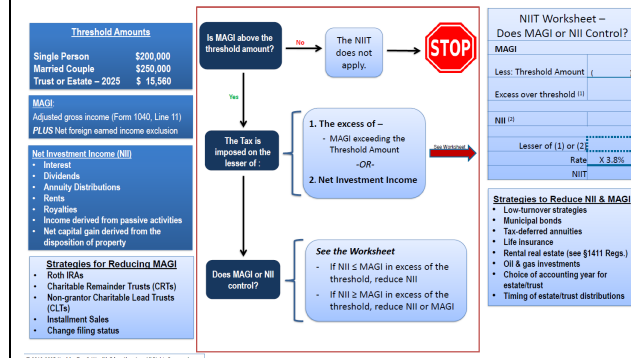 Threshold Amounts
Single Person $200,000
Married Couple $250,000
Trust or Estate – 2025 $ 15,560
MAGI:
Adjusted gross income (Form 1040, Line 11)
PLUS Net foreign earned income exclusion
Net Investment Income (NII)
• Interest
• Dividends
• Annuity Distributions
• Rents
• Royalties
• Income derived from passive activities
• Net capital gain derived from the
disposition of property
Strategies for Reducing MAGI
• Roth IRAs
• Charitable Remainder Trusts (CRTs)
• Non-grantor Charitable Lead Trusts
(CLTs)
• Installment Sales
• Change filing status
Is MAGI above the
threshold amount?
No
The NIIT
does not
apply.
STOP
Yes
The Tax is
imposed on the
lesser of :
1. The excess of –
- MAGI exceeding the
Threshold Amount
-OR-
2. Net Investment Income
See Worksheet
Does MAGI or NII
control?
See the Worksheet
- If NII ≤ MAGI in excess of the
threshold, reduce NII
- If NII ≥ MAGI in excess of the
threshold, reduce NII or MAGI
NIIT Worksheet –
Does MAGI or NII Control?
MAGI
Less: Threshold Amount ( )
Excess over threshold (1)
NII (2)
Lesser of (1) or (2)
Rate X 3.8%
NIIT
Strategies to Reduce NII & MAGI
• Low-turnover strategies
• Municipal bonds
• Tax-deferred annuities
• Life insurance
• Rental real estate (see §1411 Regs.)
• Oil & gas investments
• Choice of accounting year for
estate/trust
• Timing of estate/trust distributions